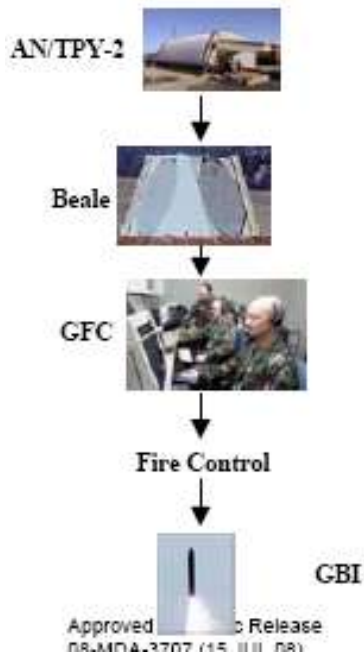 AN/TPY-2
Beale
GFC
Fire Control
GBI
Approved c Release
08-MDA-3707 (15 JUL 08)